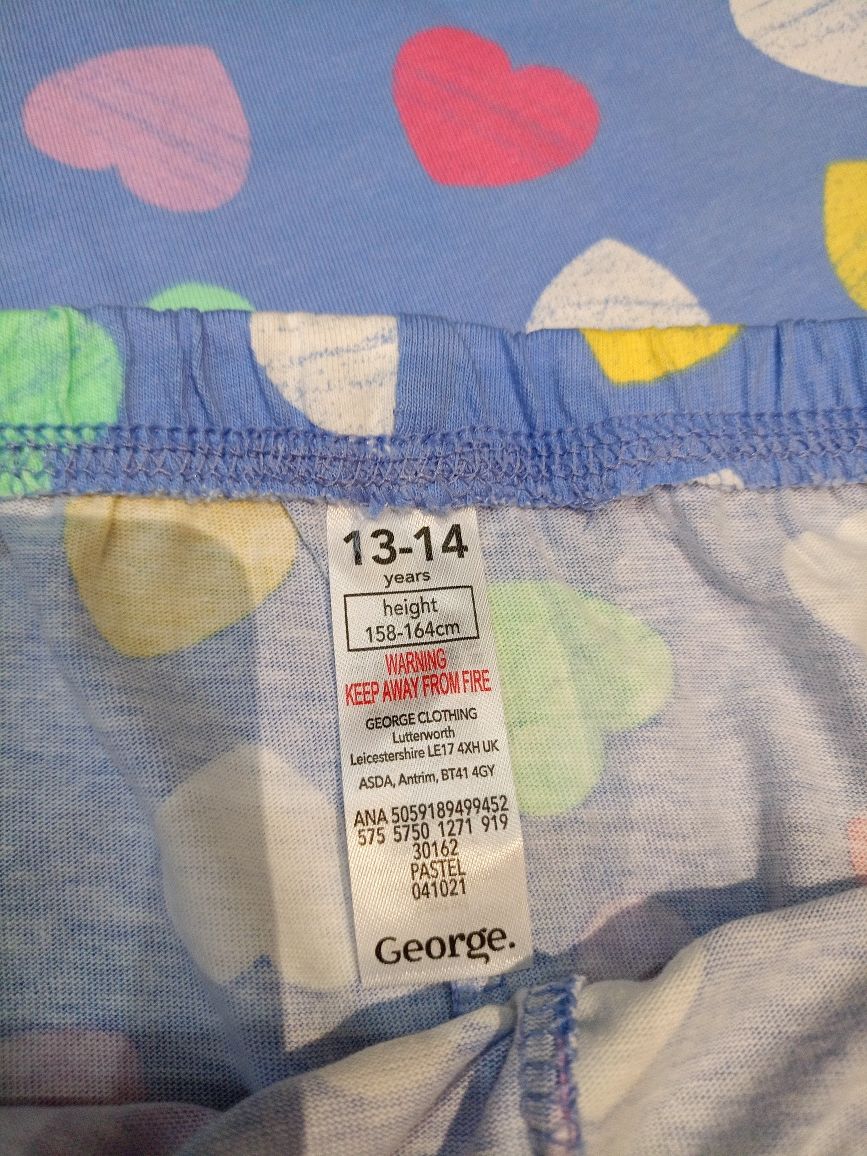 13-14
years
height
158-164cm
WARNING
KEEP AWAY FROM FIRE
GEORGE CLOTHING
Lutterworth
Leicestershire LE17 4XH UK
ASDA, Antrim, BT41 4GY
ANA 5059189499452
575 5750 1271 919
30162
PASTEL
041021
George.